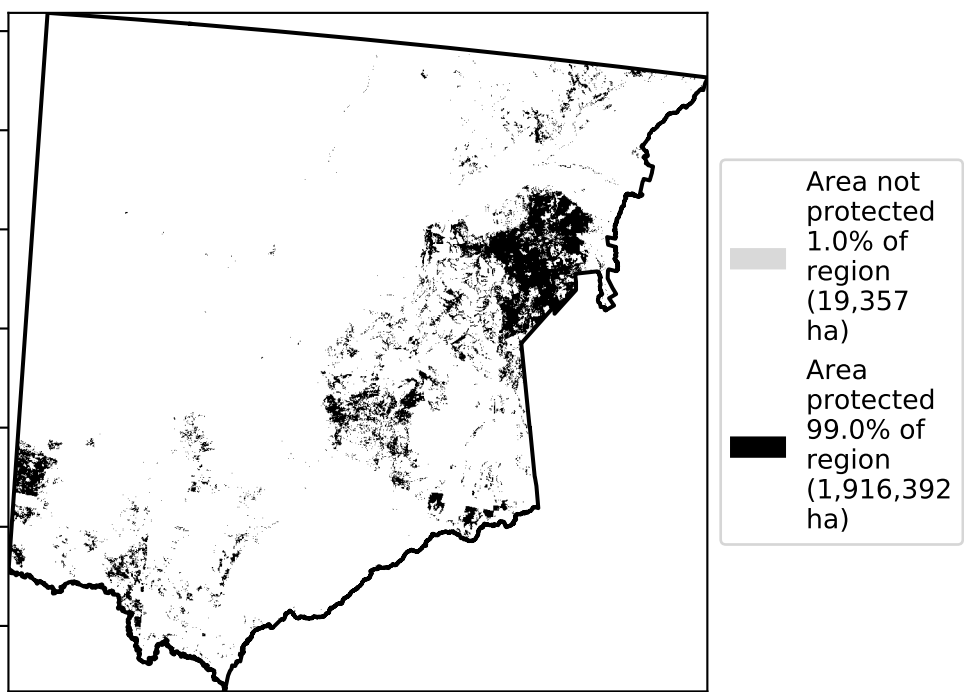 Area not
protected
1.0% of
region
(19,357
ha)
Area
protected
99.0% of
region
(1,916,392
ha)